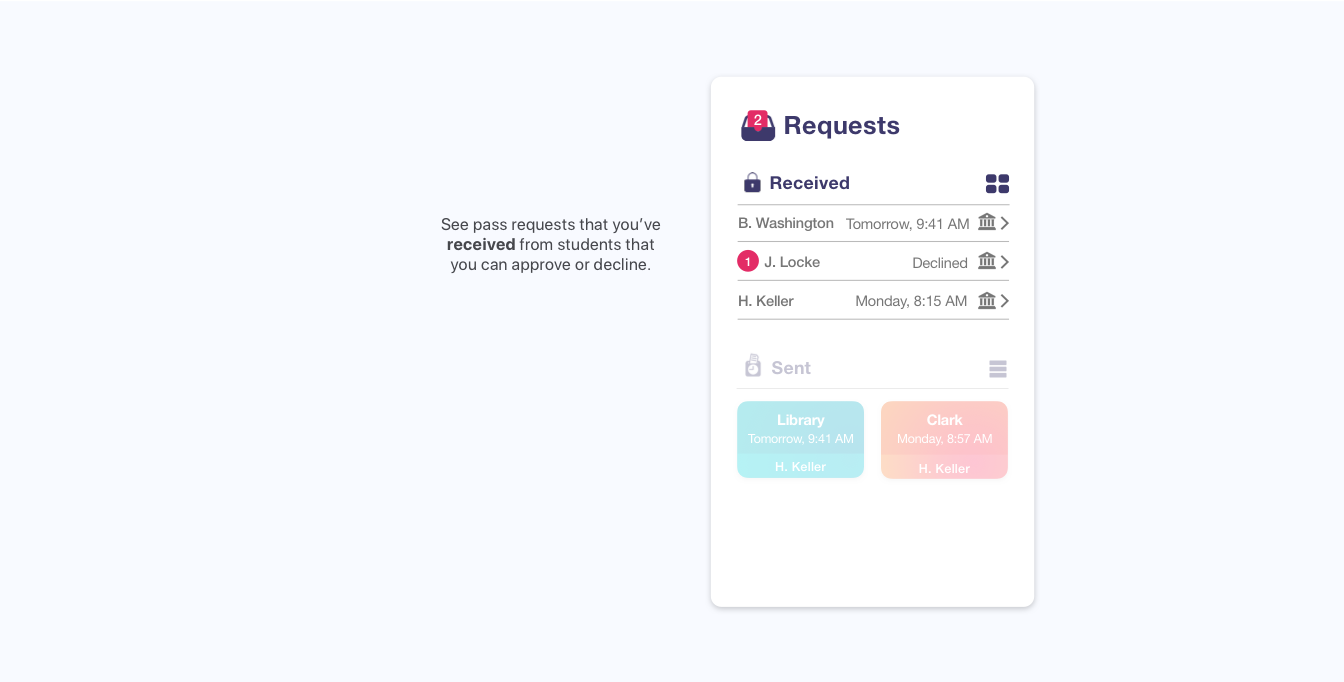 See pass requests that you’ve
received from students that
you can approve or decline.
2 Requests
Received
B. Washington Tomorrow, 9:41 AM
1 J. Locke Declined
H. Keller Monday, 8:15 AM
Sent
Library Clark
Tomorrow, 9:41 AM Monday, 8:57 AM
H. Keller H. Keller